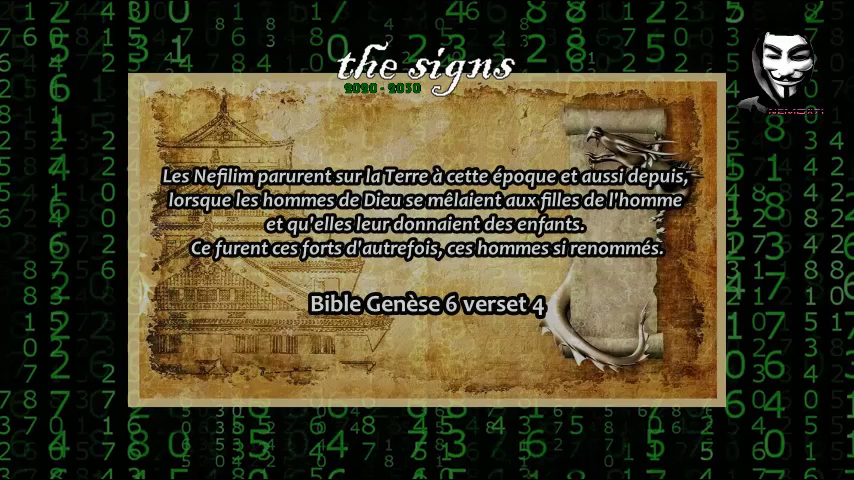 the signs
2020 - 2030
Les Nefilim parurent sur la Terre à cette époque et aussi depuis,
lorsque les hommes de Dieu se mêlaient aux filles de l'homme
et qu'elles leur donnaient des enfants.
Ce furent ces forts d'autrefois, ces hommes si renommés.
Bible Genèse 6 verset 4